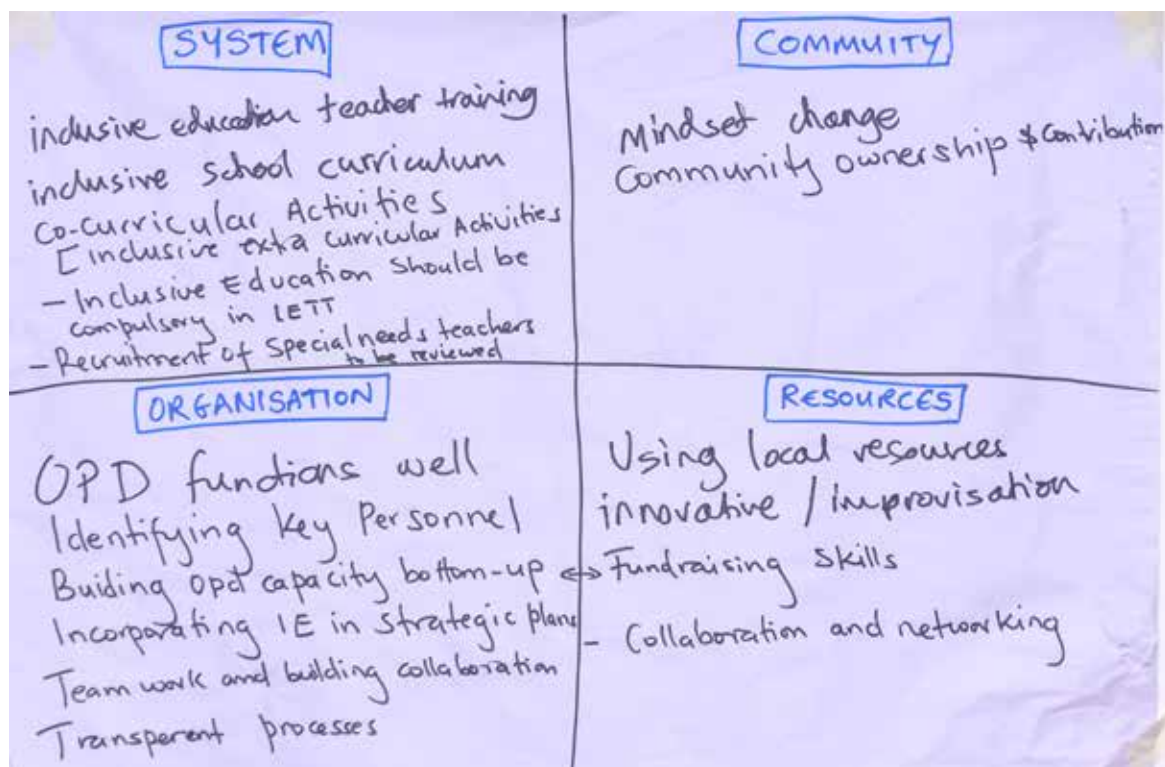 SYSTEM
inclusive education teacher training
inclusive school curriculum
Co-curricular Activities
[inclusive exta curricular Activities
- Inclusive Education Should be
compulsory in IETT
- Recruitment of Special needs teachers
to be reviewed
COMMUITY
Mindset change
Community ownership & Contribution
ORGANISATION
OPD functions well
Identifying Key Personnel
Buiding opd capacity bottom-up ↔
Incorparating IE in strategic plans
Team work and building collaboration
Transperent processes
RESOURCES
Using local resources
innovative / improvisation
Fundraising Skills
- Collaboration and networking